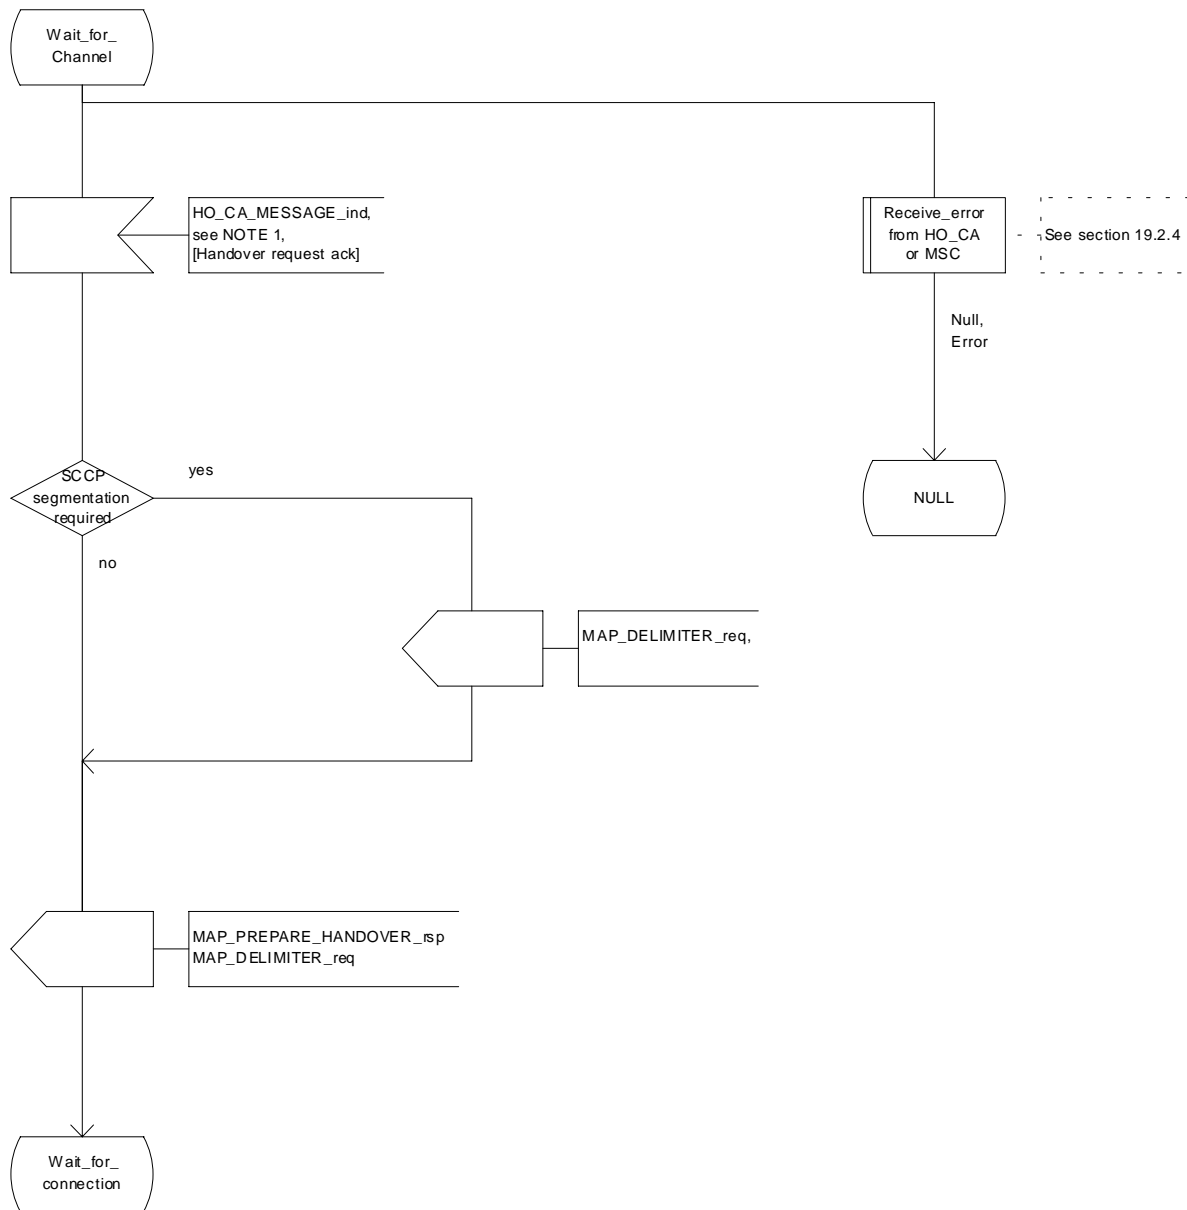 Wait_for_
Channel
HO_CA_MESSAGE_ind,
see NOTE 1,
[Handover request ack]
Receive_error
from HO_CA
or MSC
See section 19.2.4
Null,
Error
SCCP
segmentation
required
yes
NULL
no
MAP_DELIMITER_req,
MAP_PREPARE_HANDOVER_rsp
MAP_DELIMITER_req
Wait_for_
connection